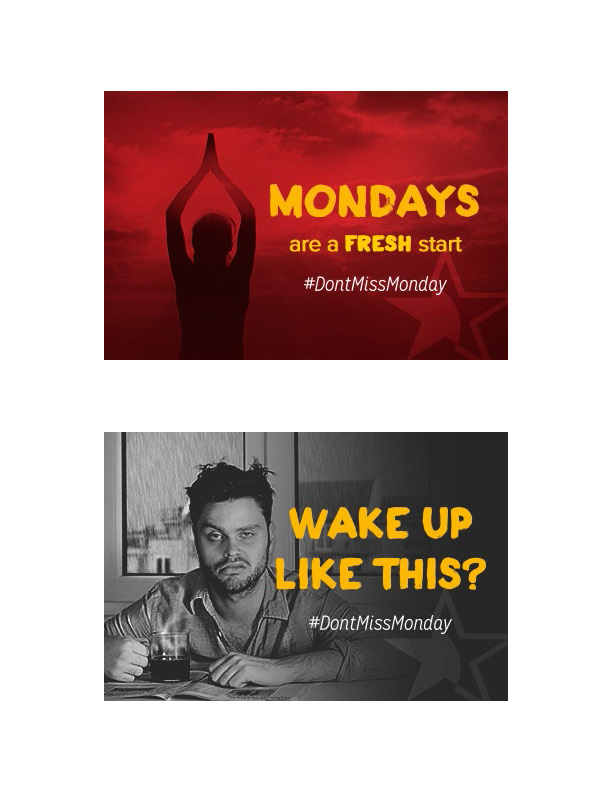 MONDAYS
are a FRESH start
#DontMissMonday
WAKE UP
LIKE THIS?
#DontMissMonday